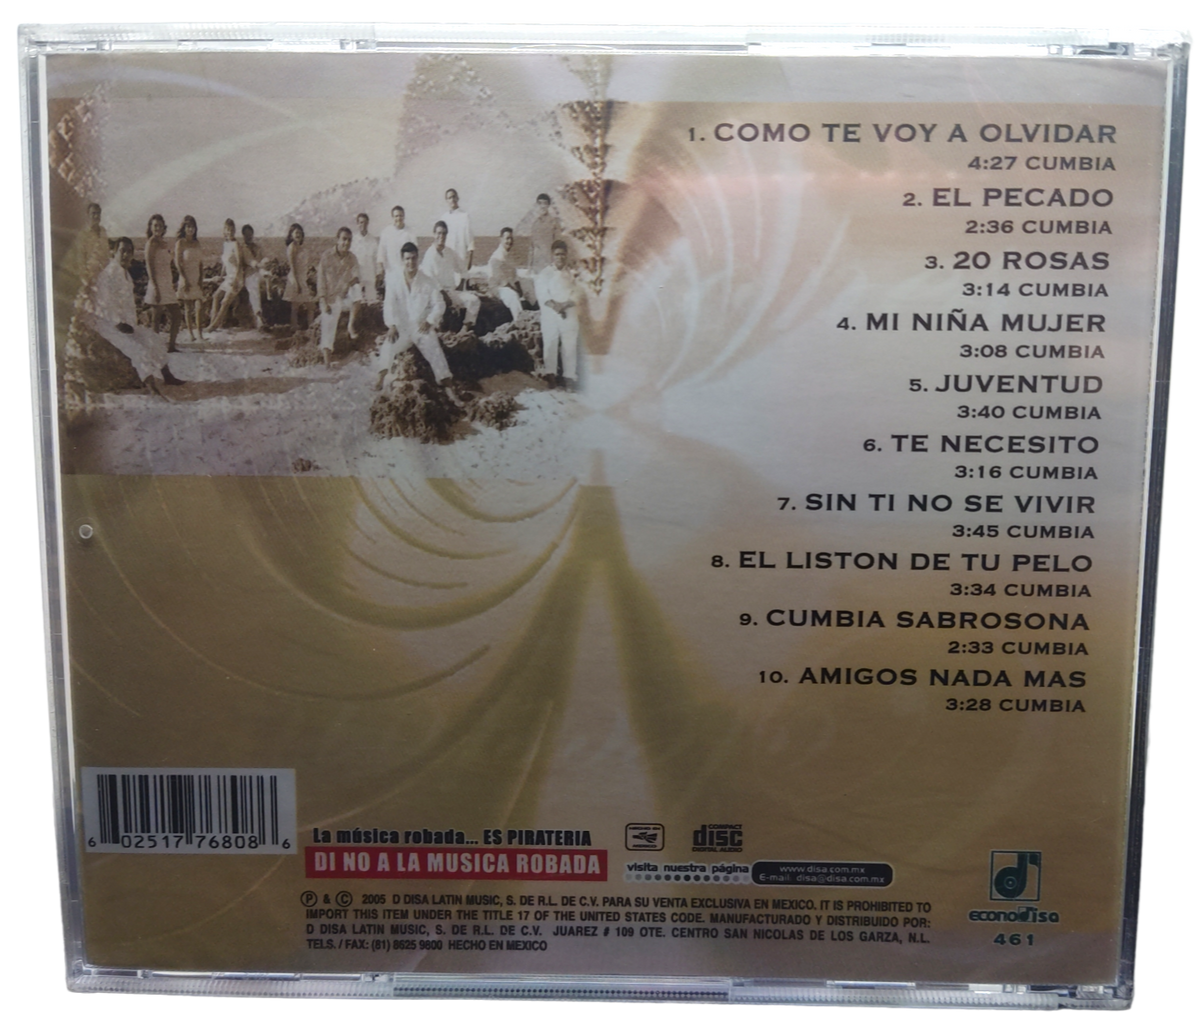 1. COMO TE VOY A OLVIDAR
4:27 CUMBIA
2. EL PECADO
2:36 CUMBIA
3. 20 ROSAS
3:14 CUMBIA
4. MI NIÑA MUJER
3:08 CUMBIA
5. JUVENTUD
3:40 CUMBIA
6. TE NECESITO
3:16 CUMBIA
7. SIN TI NO SE VIVIR
3:45 CUMBIA
8. EL LISTON DE TU PELO
3:34 CUMBIA
9. CUMBIA SABROSONA
2:33 CUMBIA
10. AMIGOS NADA MAS
3:28 CUMBIA
6 02517 76808 6
La música robada... ES PIRATERIA
DI NO A LA MUSICA ROBADA
COMPACT
disc
DIGITAL AUDIO
visita nuestra página
www.disa.com.mx
E-mail: disa@disa.com.mx
Ⓟ & Ⓒ 2005 D DISA LATIN MUSIC, S. DE R.L. DE C.V. PARA SU VENTA EXCLUSIVA EN MEXICO. IT IS PROHIBITED TO
IMPORT THIS ITEM UNDER THE TITLE 17 OF THE UNITED STATES CODE. MANUFACTURADO Y DISTRIBUIDO POR:
D DISA LATIN MUSIC, S. DE R.L. DE C.V. JUAREZ # 109 OTE. CENTRO SAN NICOLAS DE LOS GARZA, N.L.
TELS. / FAX: (81) 8625 9800 HECHO EN MEXICO
econoDisa
461